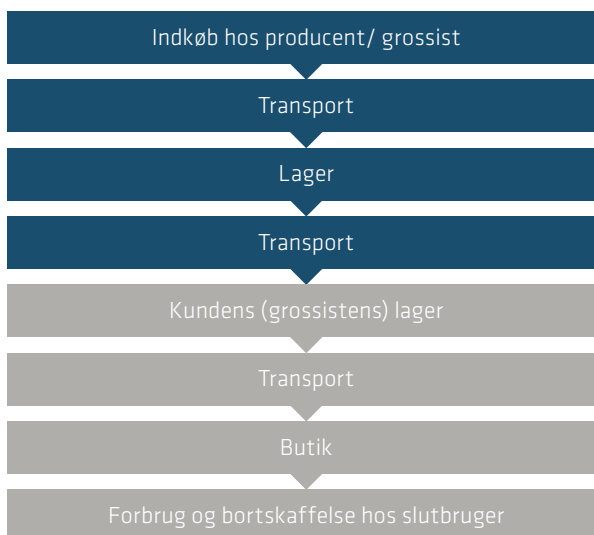 Indkøb hos producent/ grossist
Transport
Lager
Transport
Kundens (grossistens) lager
Transport
Butik
Forbrug og bortskaffelse hos slutbruger